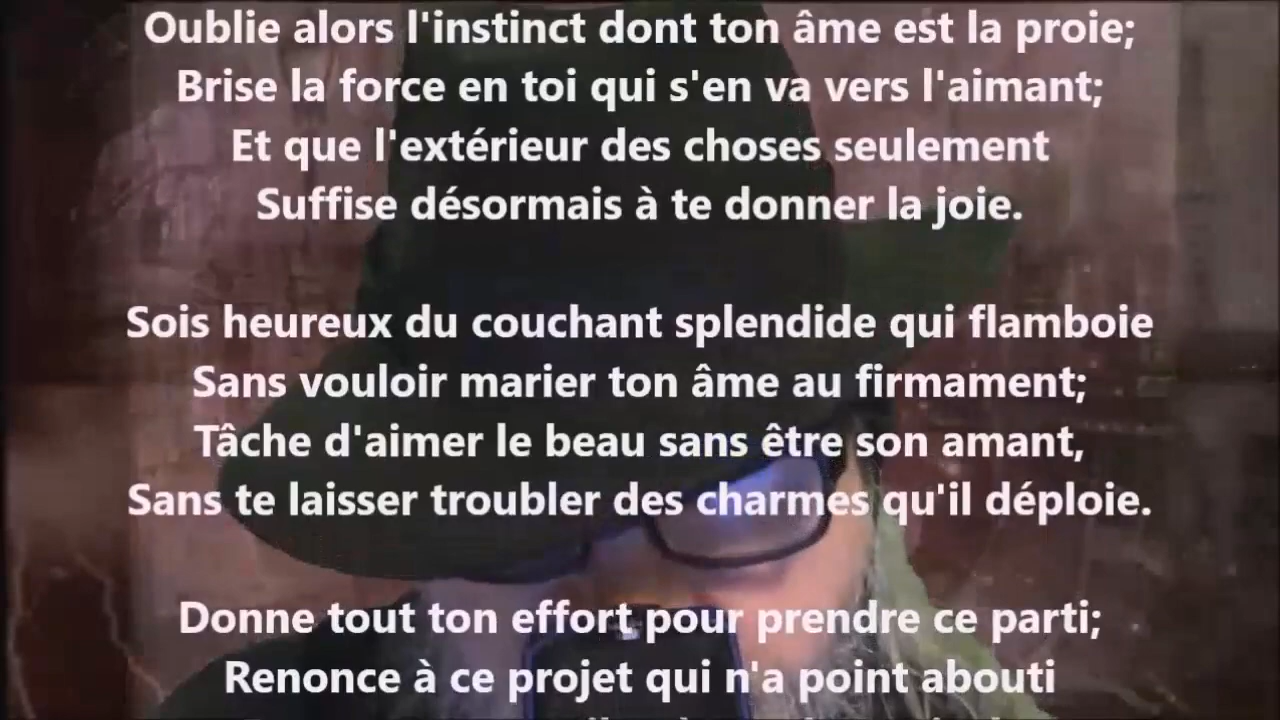 Oublie alors l'instinct dont ton âme est la proie;
Brise la force en toi qui s'en va vers l'aimant;
Et que l'extérieur des choses seulement
Suffise désormais à te donner la joie.
Sois heureux du couchant splendide qui flamboie
Sans vouloir marier ton âme au firmament;
Tâche d'aimer le beau sans être son amant,
Sans te laisser troubler des charmes qu'il déploie.
Donne tout ton effort pour prendre ce parti;
Renonce à ce projet qui n'a point abouti